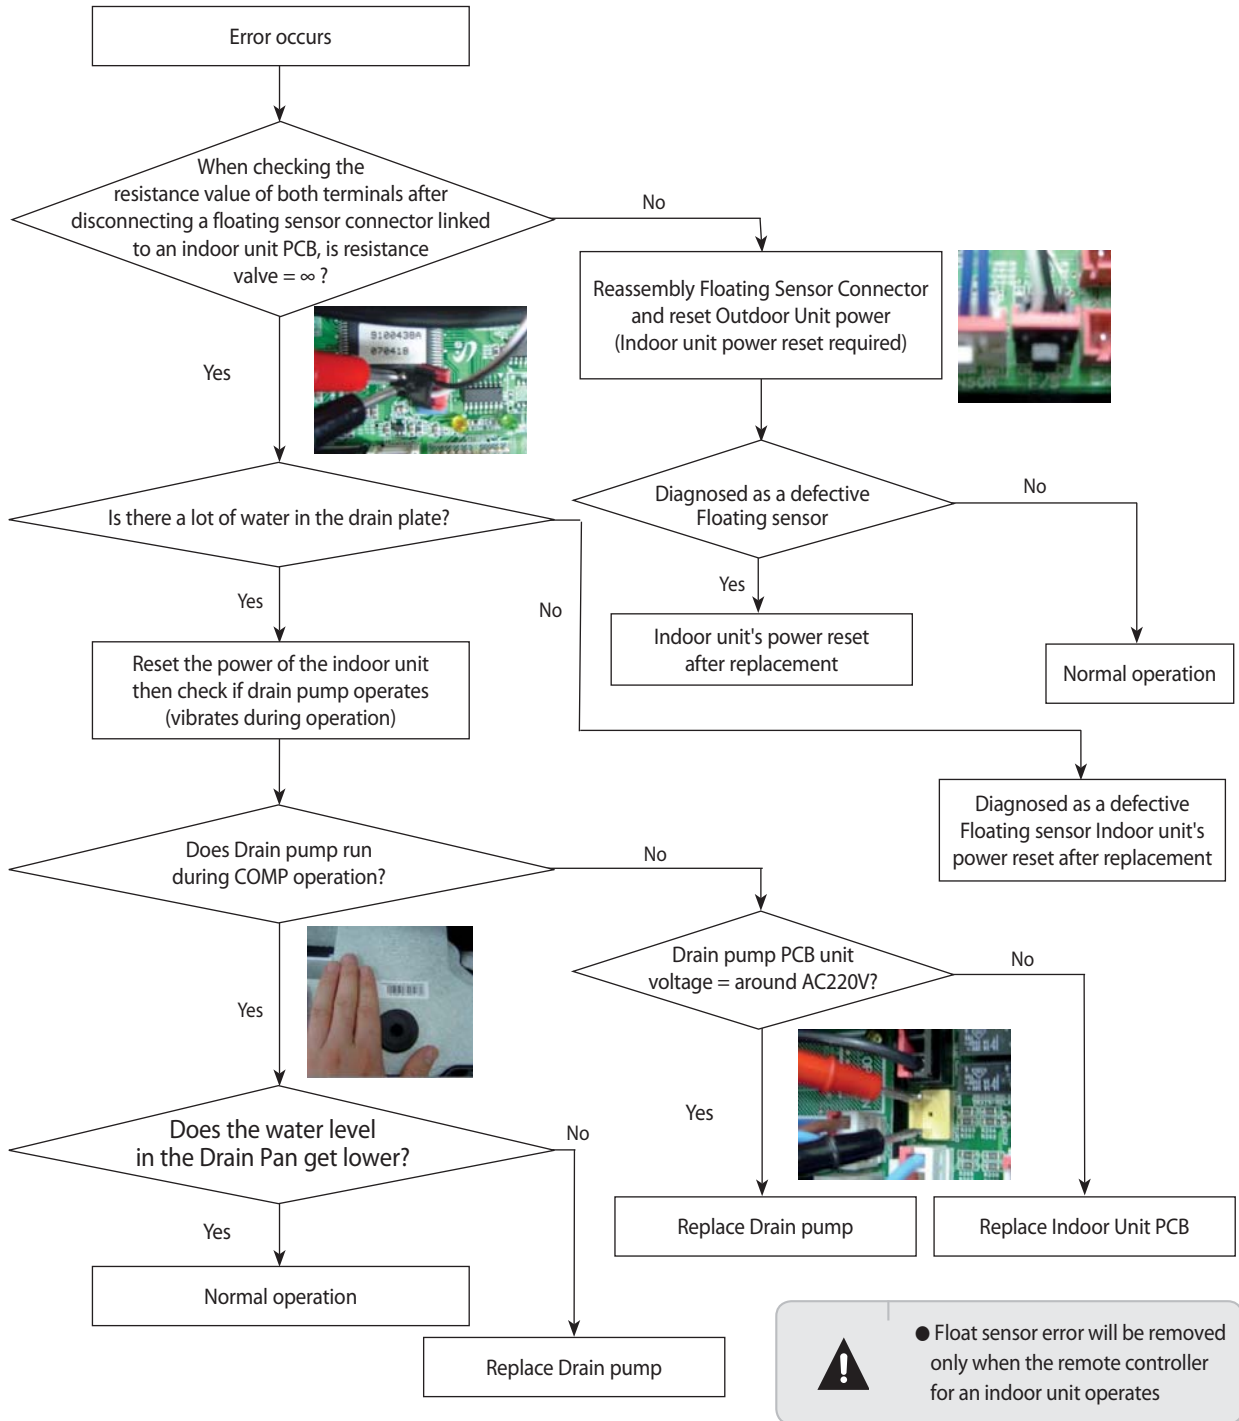 Error occurs
When checking the
resistance value of both terminals after
disconnecting a floating sensor connector linked
to an indoor unit PCB, is resistance
valve = ∞ ?
No
Reassembly Floating Sensor Connector
and reset Outdoor Unit power
(Indoor unit power reset required)
9100438A
070418
Yes
Is there a lot of water in the drain plate?
Diagnosed as a defective
Floating sensor
No
Yes
Yes
No
Indoor unit's power reset
after replacement
Normal operation
Reset the power of the indoor unit
then check if drain pump operates
(vibrates during operation)
Diagnosed as a defective
Floating sensor Indoor unit's
power reset after replacement
Does Drain pump run
during COMP operation?
No
Drain pump PCB unit
voltage = around AC220V?
No
Yes
Yes
Does the water level
in the Drain Pan get lower?
No
Replace Drain pump
Replace Indoor Unit PCB
Yes
Normal operation
Replace Drain pump
● Float sensor error will be removed
only when the remote controller
for an indoor unit operates